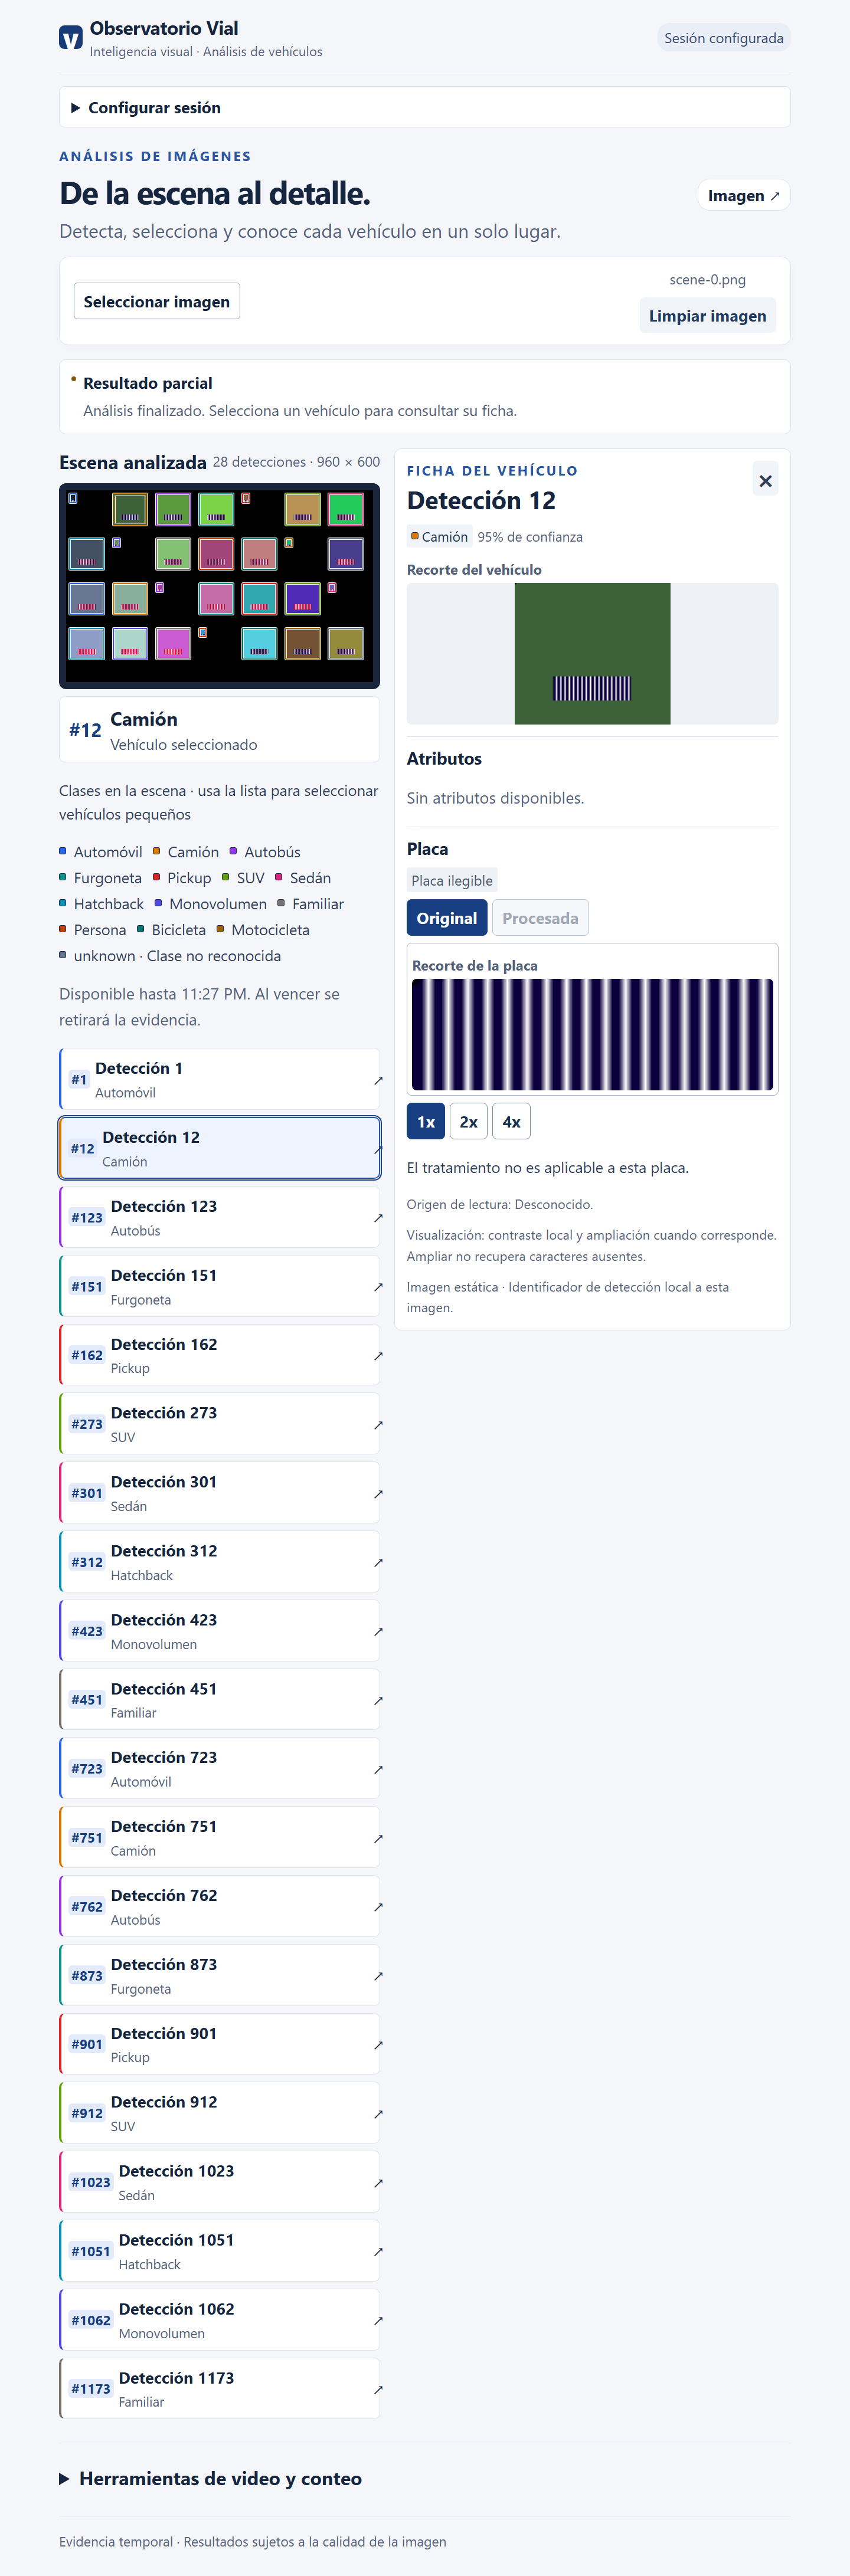 Observatorio Vial
Inteligencia visual · Análisis de vehículos
Sesión configurada
Configurar sesión
ANÁLISIS DE IMÁGENES
De la escena al detalle.
Imagen ↗
Detecta, selecciona y conoce cada vehículo en un solo lugar.
Seleccionar imagen
scene-0.png
Limpiar imagen
Resultado parcial
Análisis finalizado. Selecciona un vehículo para consultar su ficha.
Escena analizada
28 detecciones · 960 × 600
#12
Camión
Vehículo seleccionado
Clases en la escena · usa la lista para seleccionar
vehículos pequeños
Automóvil Camión Autobús
Furgoneta Pickup SUV Sedán
Hatchback Monovolumen Familiar
Persona Bicicleta Motocicleta
unknown · Clase no reconocida
Disponible hasta 11:27 PM. Al vencer se
retirará la evidencia.
#1 Detección 1 ↗
Automóvil
#12 Detección 12 ↗
Camión
#123 Detección 123 ↗
Autobús
#151 Detección 151 ↗
Furgoneta
#162 Detección 162 ↗
Pickup
#273 Detección 273 ↗
SUV
#301 Detección 301 ↗
Sedán
#312 Detección 312 ↗
Hatchback
#423 Detección 423 ↗
Monovolumen
#451 Detección 451 ↗
Familiar
#723 Detección 723 ↗
Automóvil
#751 Detección 751 ↗
Camión
#762 Detección 762 ↗
Autobús
#873 Detección 873 ↗
Furgoneta
#901 Detección 901 ↗
Pickup
#912 Detección 912 ↗
SUV
#1023 Detección 1023 ↗
Sedán
#1051 Detección 1051 ↗
Hatchback
#1062 Detección 1062 ↗
Monovolumen
#1173 Detección 1173 ↗
Familiar
FICHA DEL VEHÍCULO
×
Detección 12
Camión 95% de confianza
Recorte del vehículo
Atributos
Sin atributos disponibles.
Placa
Placa ilegible
Original Procesada
Recorte de la placa
1x 2x 4x
El tratamiento no es aplicable a esta placa.
Origen de lectura: Desconocido.
Visualización: contraste local y ampliación cuando corresponde.
Ampliar no recupera caracteres ausentes.
Imagen estática · Identificador de detección local a esta
imagen.
Herramientas de video y conteo
Evidencia temporal · Resultados sujetos a la calidad de la imagen